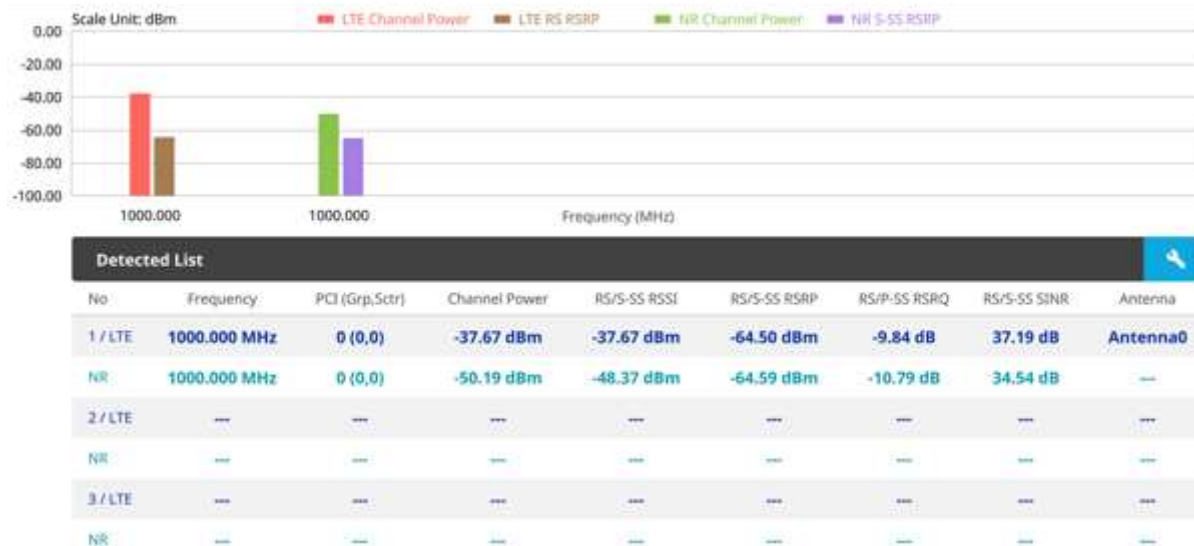 Scale Unit: dBm LTE Channel Power LTE RS RSRP NR Channel Power NR S-SS RSRP
0.00
-20.00
-40.00
-60.00
-80.00
-100.00
1000.000 1000.000 Frequency (MHz)
Detected List
No Frequency PCI (Grp,Sctr) Channel Power RS/S-SS RSSI RS/S-SS RSRP RS/P-SS RSRQ RS/S-SS SINR Antenna
1 / LTE 1000.000 MHz 0 (0,0) -37.67 dBm -37.67 dBm -64.50 dBm -9.84 dB 37.19 dB Antenna0
NR 1000.000 MHz 0 (0,0) -50.19 dBm -48.37 dBm -64.59 dBm -10.79 dB 34.54 dB ---
2 / LTE --- --- --- --- --- --- --- ---
NR --- --- --- --- --- --- --- ---
3 / LTE --- --- --- --- --- --- --- ---
NR --- --- --- --- --- --- --- ---